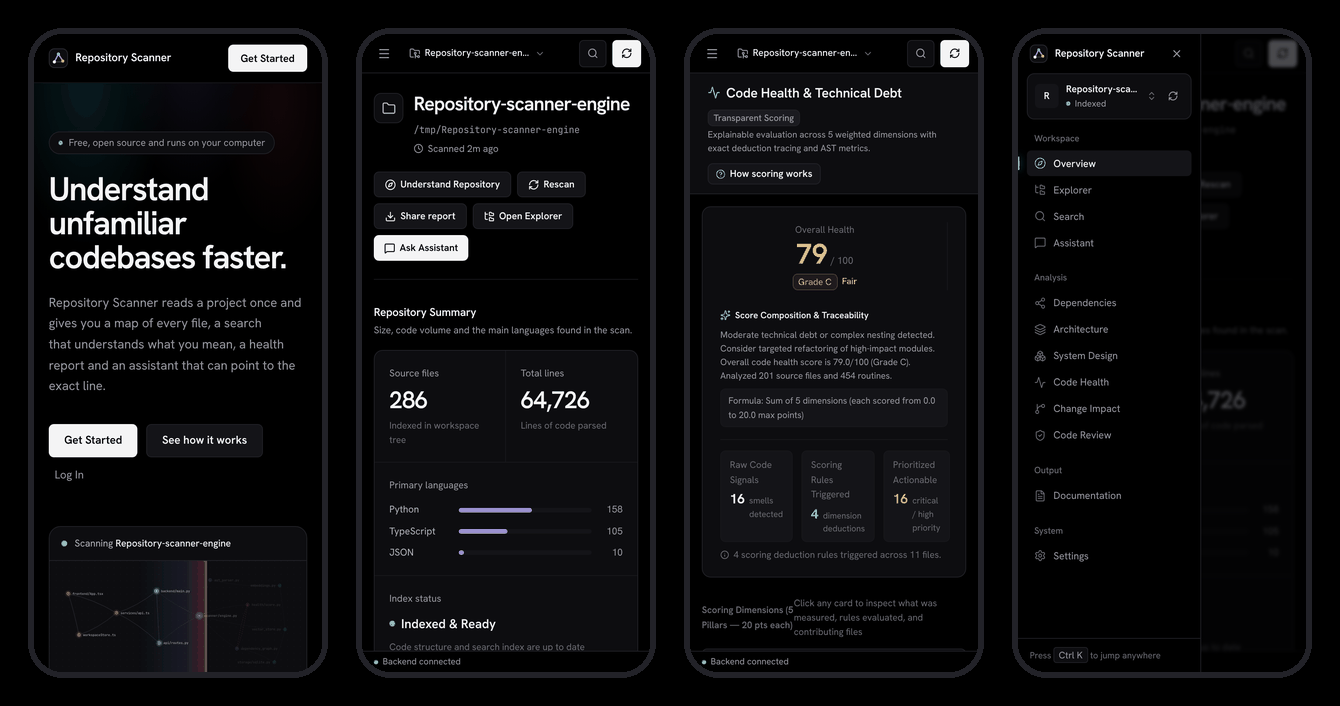 Repository Scanner
Get Started
Free, open source and runs on your computer
Understand
unfamiliar
codebases faster.
Repository Scanner reads a project once and
gives you a map of every file, a search
that understands what you mean, a health
report and an assistant that can point to the
exact line.
Get Started
See how it works
Log In
Scanning Repository-scanner-engine
Repository-scanner-en...
Repository-scanner-engine
/tmp/Repository-scanner-engine
Scanned 2m ago
Understand Repository
Rescan
Share report
Open Explorer
Ask Assistant
Repository Summary
Size, code volume and the main languages found in the scan.
Source files
286
Indexed in workspace
tree
Total lines
64,726
Lines of code parsed
Primary languages
Python 158
TypeScript 105
JSON 10
Index status
Indexed & Ready
Code structure and search index are up to date
Backend connected
Repository-scanner-en...
Code Health & Technical Debt
Transparent Scoring
Explainable evaluation across 5 weighted dimensions with
exact deduction tracing and AST metrics.
How scoring works
Overall Health
79 / 100
Grade C Fair
Score Composition & Traceability
Moderate technical debt or complex nesting detected.
Consider targeted refactoring of high-impact modules.
Overall code health score is 79.0/100 (Grade C).
Analyzed 201 source files and 454 routines.
Formula: Sum of 5 dimensions (each scored from 0.0
to 20.0 max points)
Raw Code
Signals
16 smells
detected
Scoring
Rules
Triggered
4 dimension
deductions
Prioritized
Actionable
16 critical
/ high
priority
4 scoring deduction rules triggered across 11 files.
Scoring Dimensions (5
Pillars — 20 pts each)
Click any card to inspect what was
measured, rules evaluated, and
contributing files
Backend connected
Repository Scanner
R
Repository-sca...
Indexed
Workspace
Overview
Explorer
Search
Assistant
Analysis
Dependencies
Architecture
System Design
Code Health
Change Impact
Code Review
Output
Documentation
System
Settings
Press Ctrl K to jump anywhere